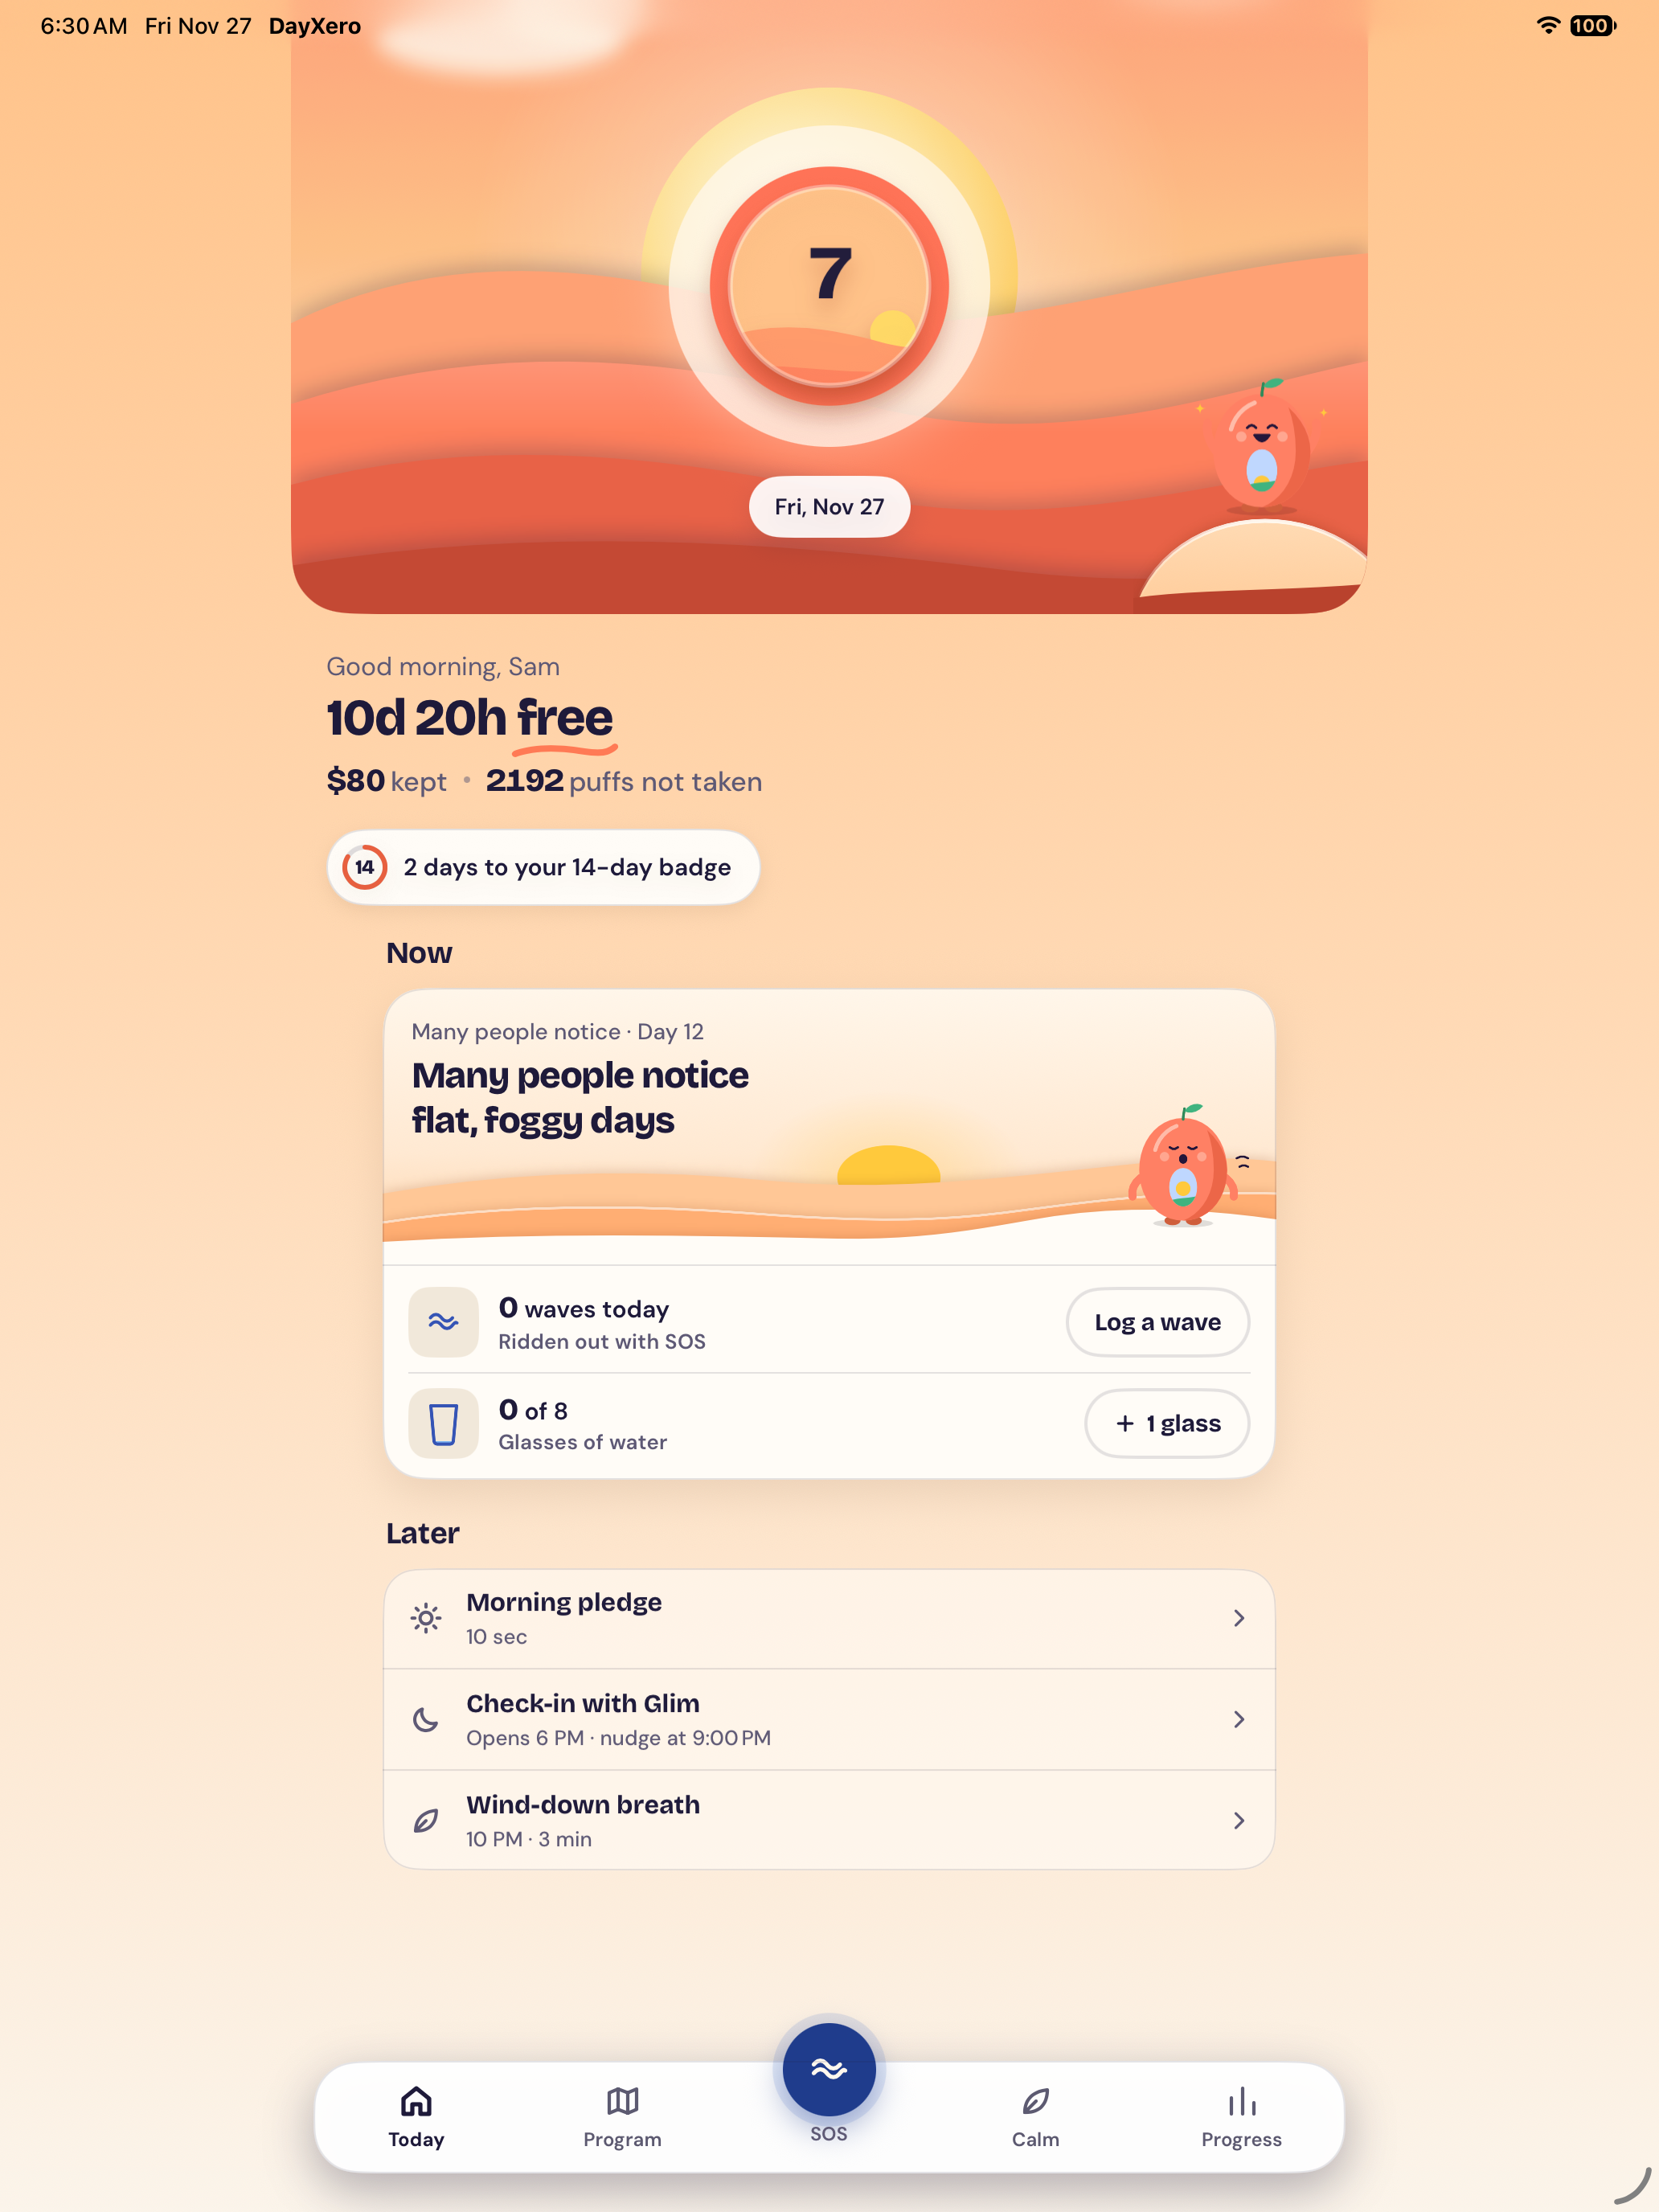 6:30 AM Fri Nov 27 DayXero
100
7
Fri, Nov 27
Good morning, Sam
10d 20h free
$80 kept • 2192 puffs not taken
14 2 days to your 14-day badge
Now
Many people notice · Day 12
Many people notice
flat, foggy days
0 waves today
Ridden out with SOS
Log a wave
0 of 8
Glasses of water
+ 1 glass
Later
Morning pledge
10 sec
Check-in with Glim
Opens 6 PM · nudge at 9:00 PM
Wind-down breath
10 PM · 3 min
Today
Program
SOS
Calm
Progress